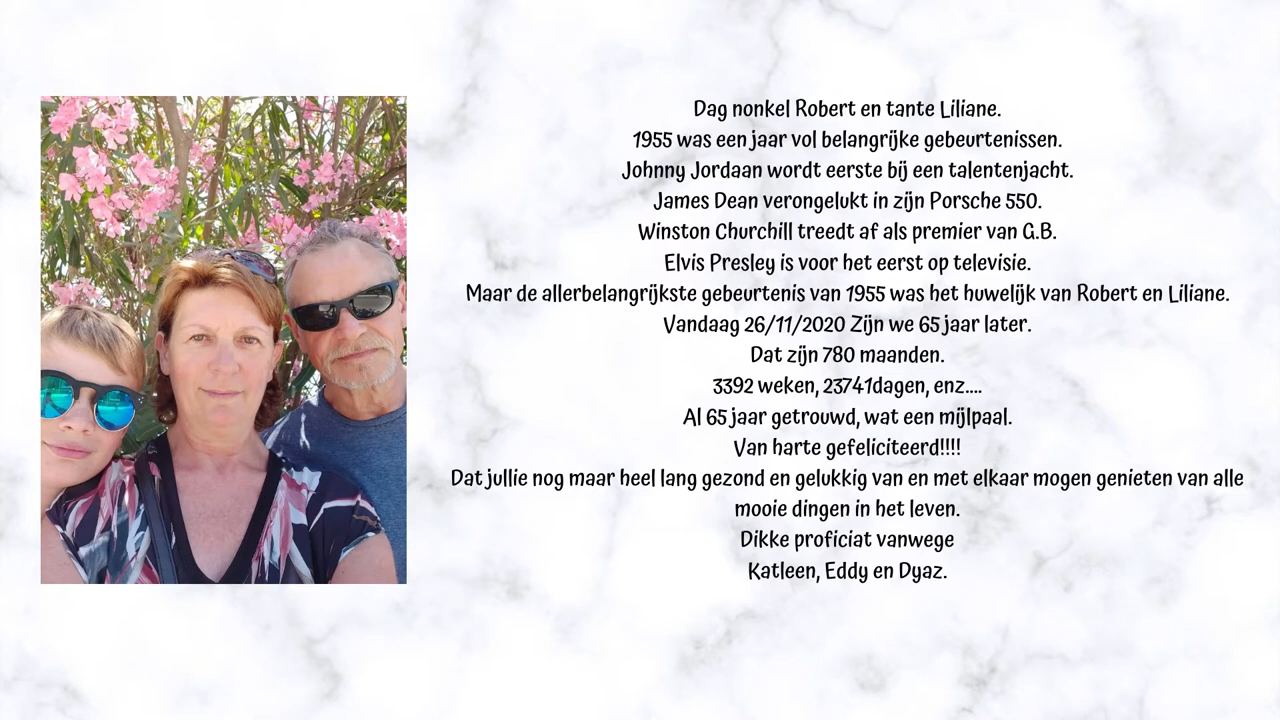 Dag nonkel Robert en tante Liliane.
1955 was een jaar vol belangrijke gebeurtenissen.
Johnny Jordaan wordt eerste bij een talentenjacht.
James Dean verongelukt in zijn Porsche 550.
Winston Churchill treedt af als premier van G.B.
Elvis Presley is voor het eerst op televisie.
Maar de allerbelangrijkste gebeurtenis van 1955 was het huwelijk van Robert en Liliane.
Vandaag 26/11/2020 Zijn we 65 jaar later.
Dat zijn 780 maanden.
3392 weken, 23741dagen, enz....
Al 65 jaar getrouwd, wat een mijlpaal.
Van harte gefeliciteerd!!!!
Dat jullie nog maar heel lang gezond en gelukkig van en met elkaar mogen genieten van alle
mooie dingen in het leven.
Dikke proficiat vanwege
Katleen, Eddy en Dyaz.